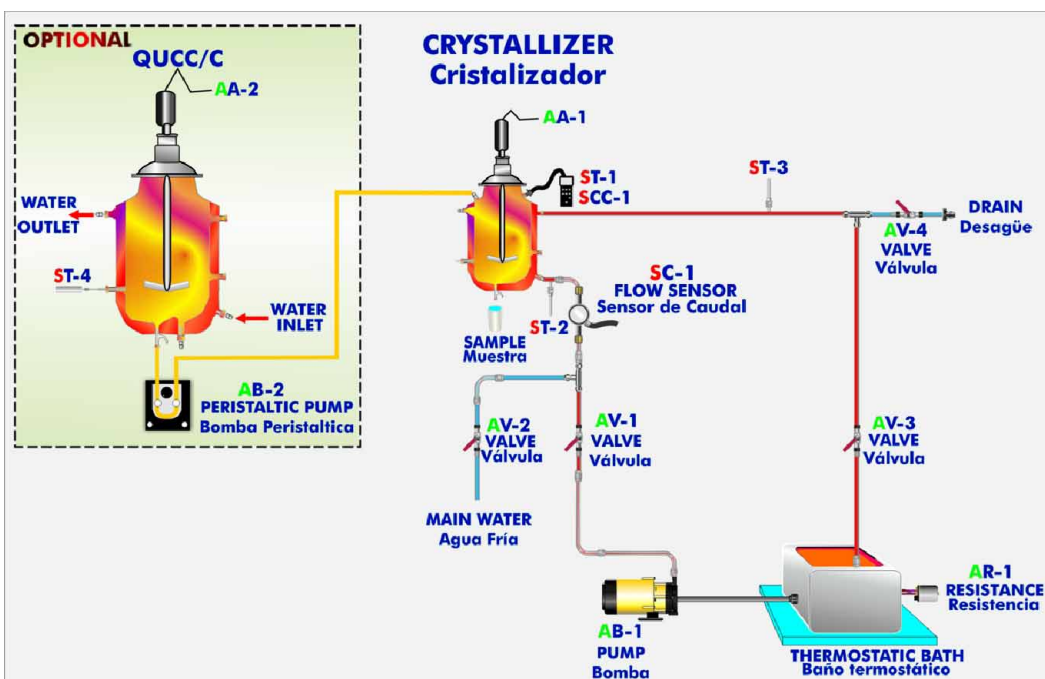 OPTIONAL
QUCC/C
AA-2
WATER
OUTLET
ST-4
WATER
INLET
AB-2
PERISTALTIC PUMP
Bomba Peristaltica
CRYSTALLIZER
Cristalizador
AA-1
ST-1
SCC-1
ST-3
AV-4
VALVE
Válvula
DRAIN
Desagüe
SC-1
FLOW SENSOR
Sensor de Caudal
ST-2
SAMPLE
Muestra
AV-2
VALVE
Válvula
AV-1
VALVE
Válvula
AV-3
VALVE
Válvula
MAIN WATER
Agua Fría
AB-1
PUMP
Bomba
AR-1
RESISTANCE
Resistencia
THERMOSTATIC BATH
Baño termostático